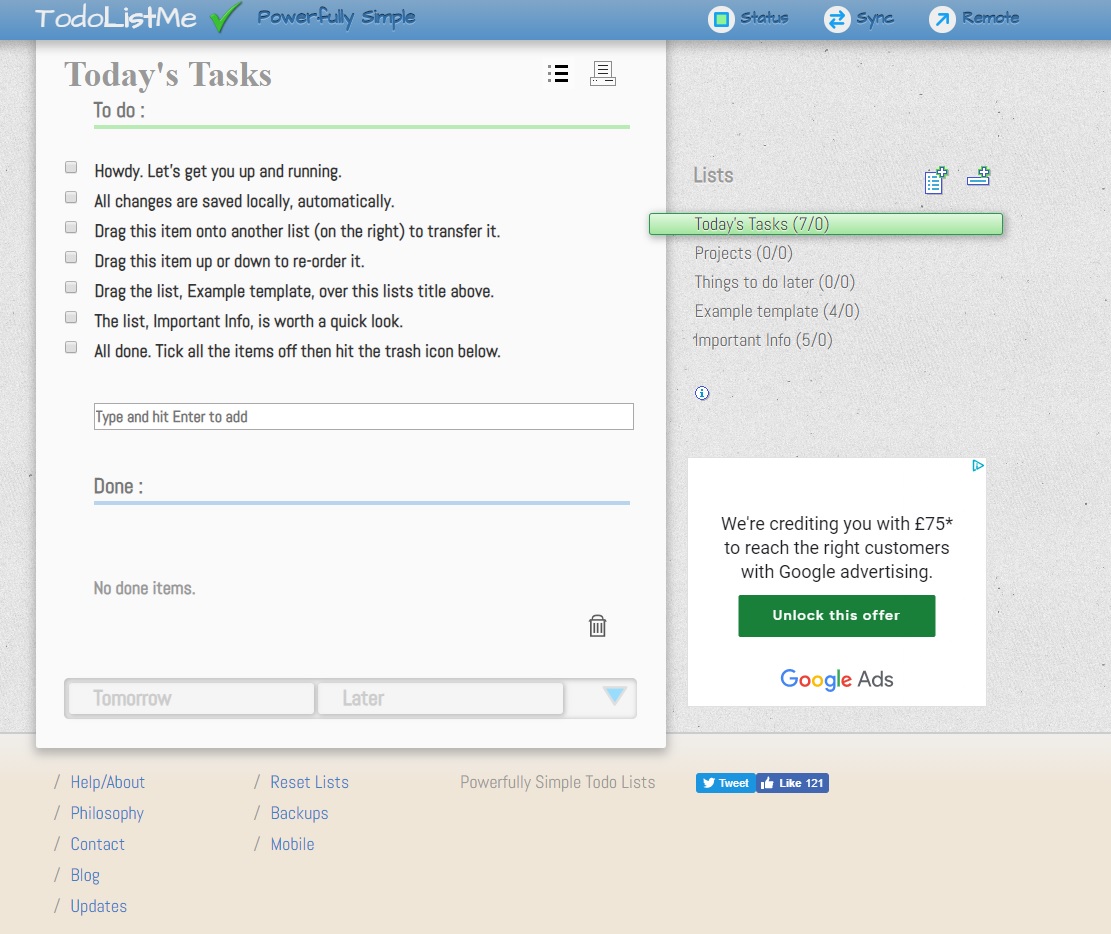 TodoListMe Powerfully Simple Status Sync Remote
Today's Tasks
To do :
Howdy. Let's get you up and running.
All changes are saved locally, automatically.
Drag this item onto another list (on the right) to transfer it.
Drag this item up or down to re-order it.
Drag the list, Example template, over this lists title above.
The list, Important Info, is worth a quick look.
All done. Tick all the items off then hit the trash icon below.
Type and hit Enter to add
Done :
No done items.
Tomorrow Later
Lists
Today's Tasks (7/0)
Projects (0/0)
Things to do later (0/0)
Example template (4/0)
Important Info (5/0)
We're crediting you with £75*
to reach the right customers
with Google advertising.
Unlock this offer
Google Ads
/ Help/About
/ Philosophy
/ Contact
/ Blog
/ Updates
/ Reset Lists
/ Backups
/ Mobile
Powerfully Simple Todo Lists
Tweet Like 121